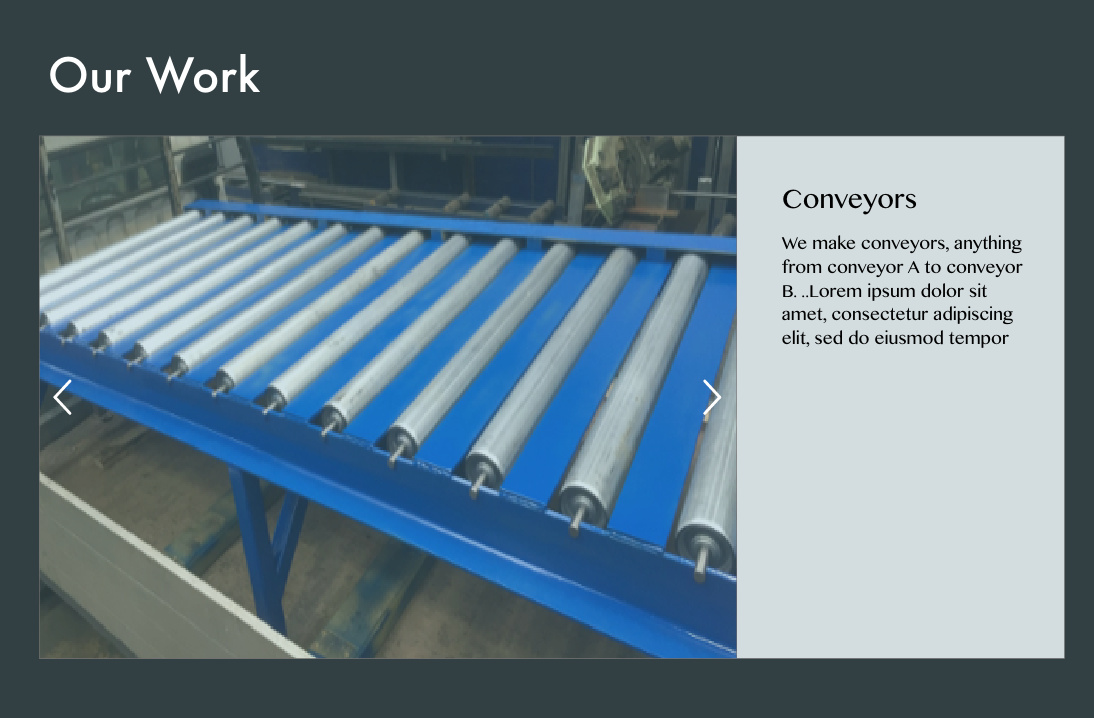 Our Work
Conveyors
We make conveyors, anything
from conveyor A to conveyor
B. ..Lorem ipsum dolor sit
amet, consectetur adipiscing
elit, sed do eiusmod tempor